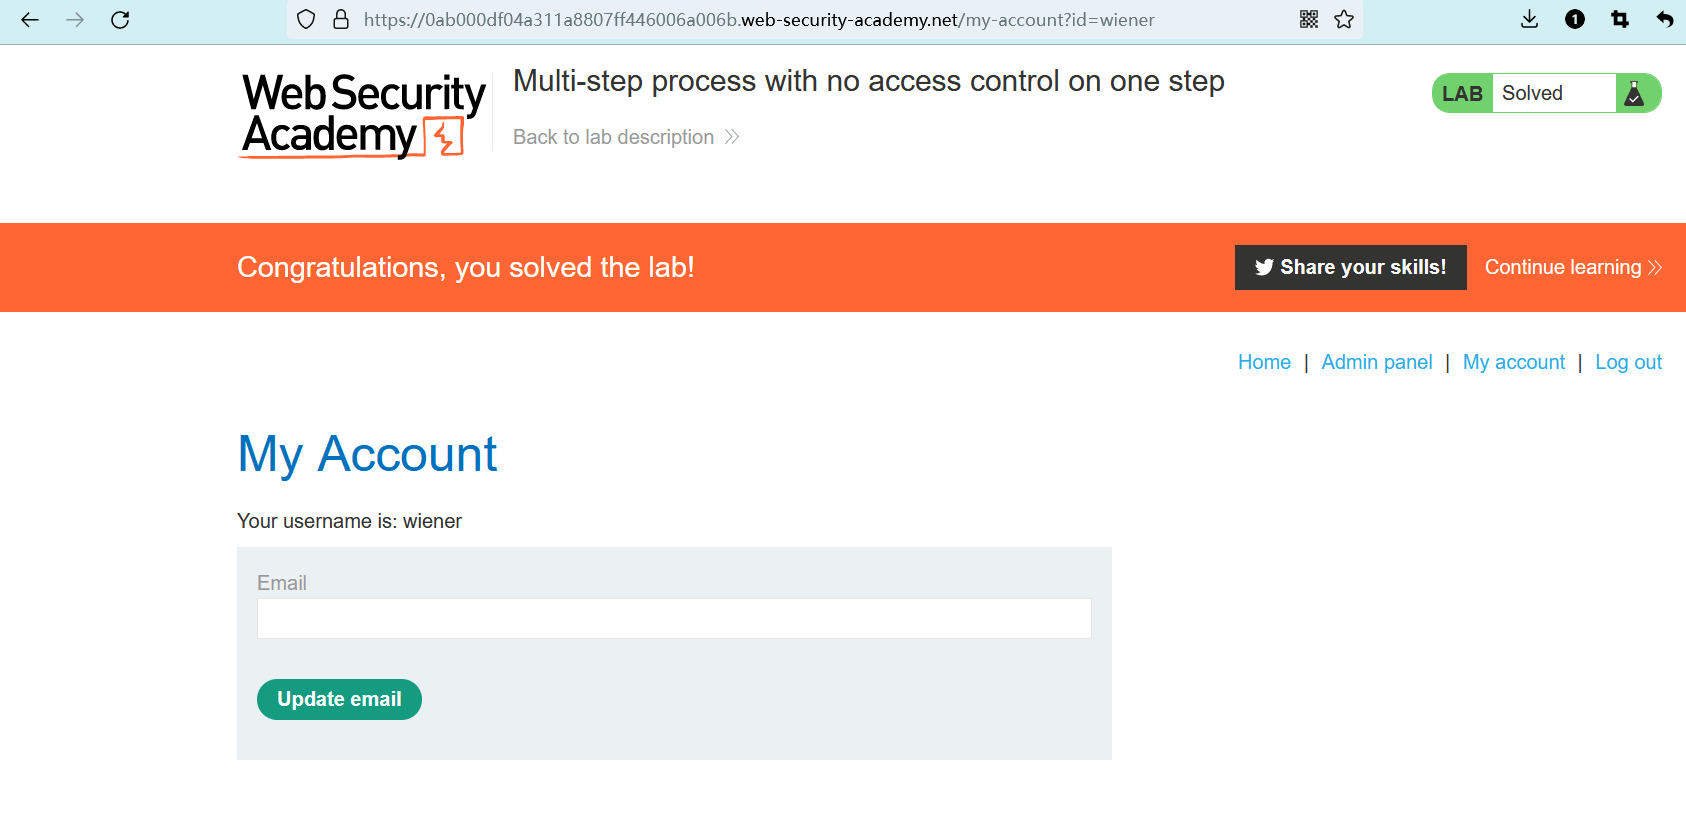 https://0ab000df04a311a8807ff446006a006b.web-security-academy.net/my-account?id=wiener
1
Web Security
Academy
Multi-step process with no access control on one step
Back to lab description
LAB Solved
Congratulations, you solved the lab!
Share your skills! Continue learning
Home | Admin panel | My account | Log out
My Account
Your username is: wiener
Email
Update email